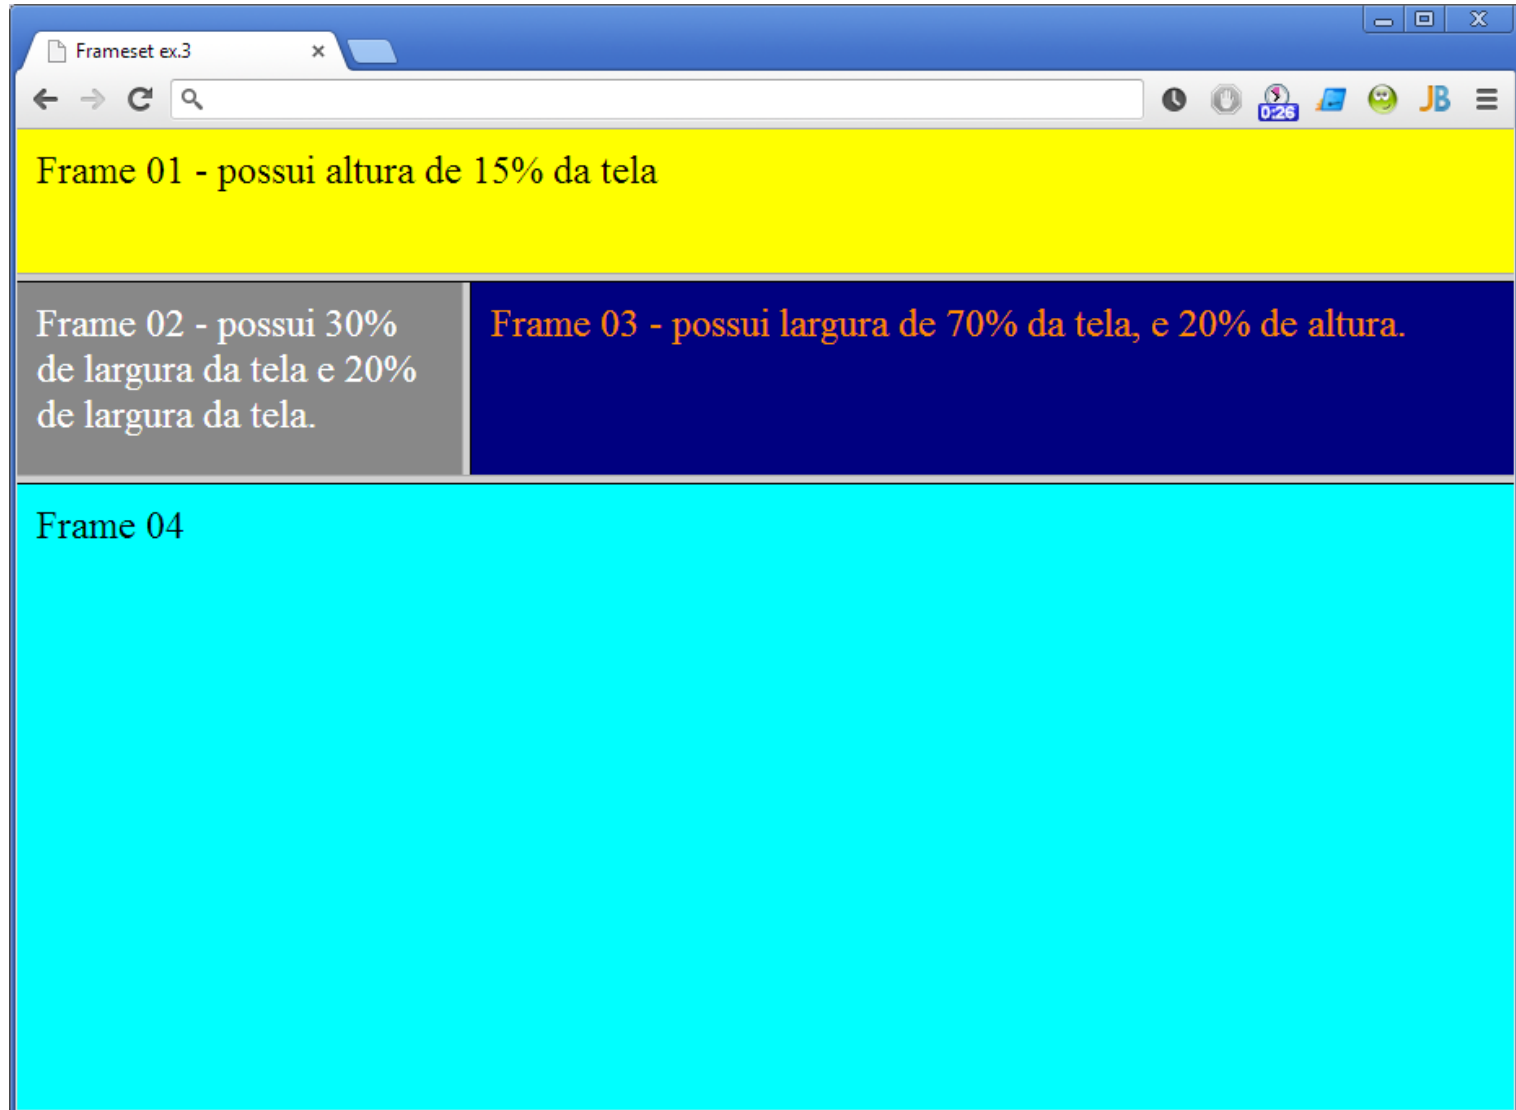 Frameset ex.3
0:26
JB
Frame 01 - possui altura de 15% da tela
Frame 02 - possui 30%
de largura da tela e 20%
de largura da tela.
Frame 03 - possui largura de 70% da tela, e 20% de altura.
Frame 04